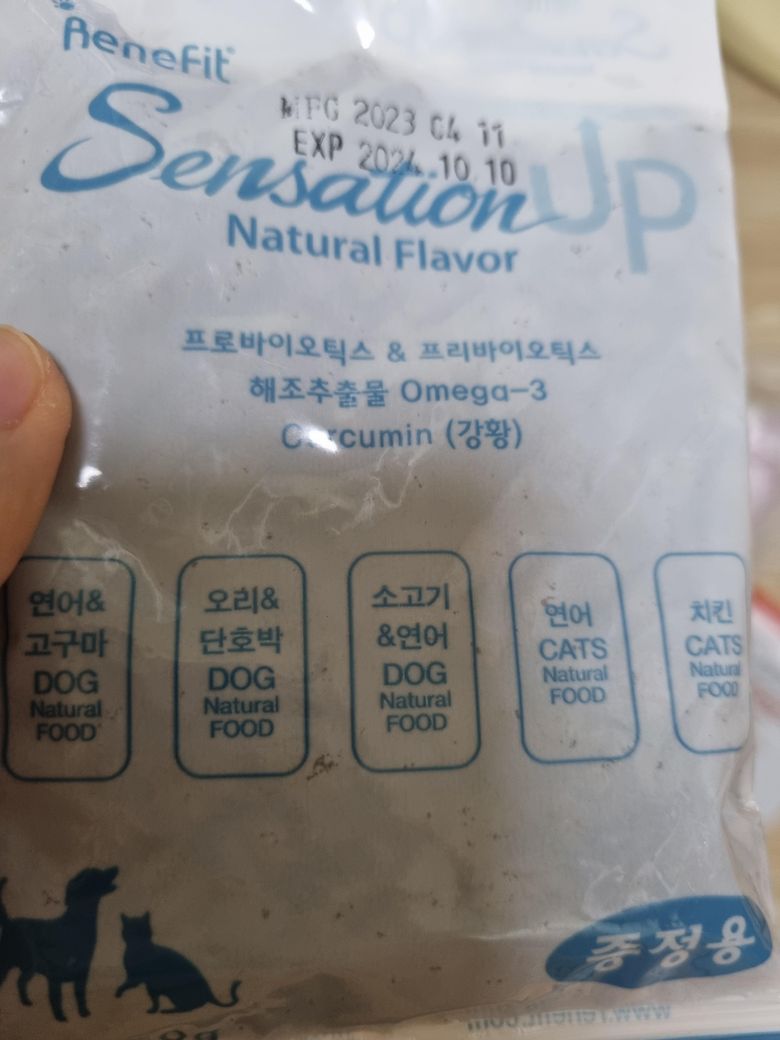 Benefit
MFG 2023 04 11
EXP 2024.10.10
Sensation UP
Natural Flavor
프로바이오틱스 & 프리바이오틱스
해조추출물 Omega-3
Curcumin (강황)
연어&
고구마
DOG
Natural
FOOD
오리&
단호박
DOG
Natural
FOOD
소고기
&연어
DOG
Natural
FOOD
연어
CATS
Natural
FOOD
치킨
CATS
Natural
FOOD
증정용